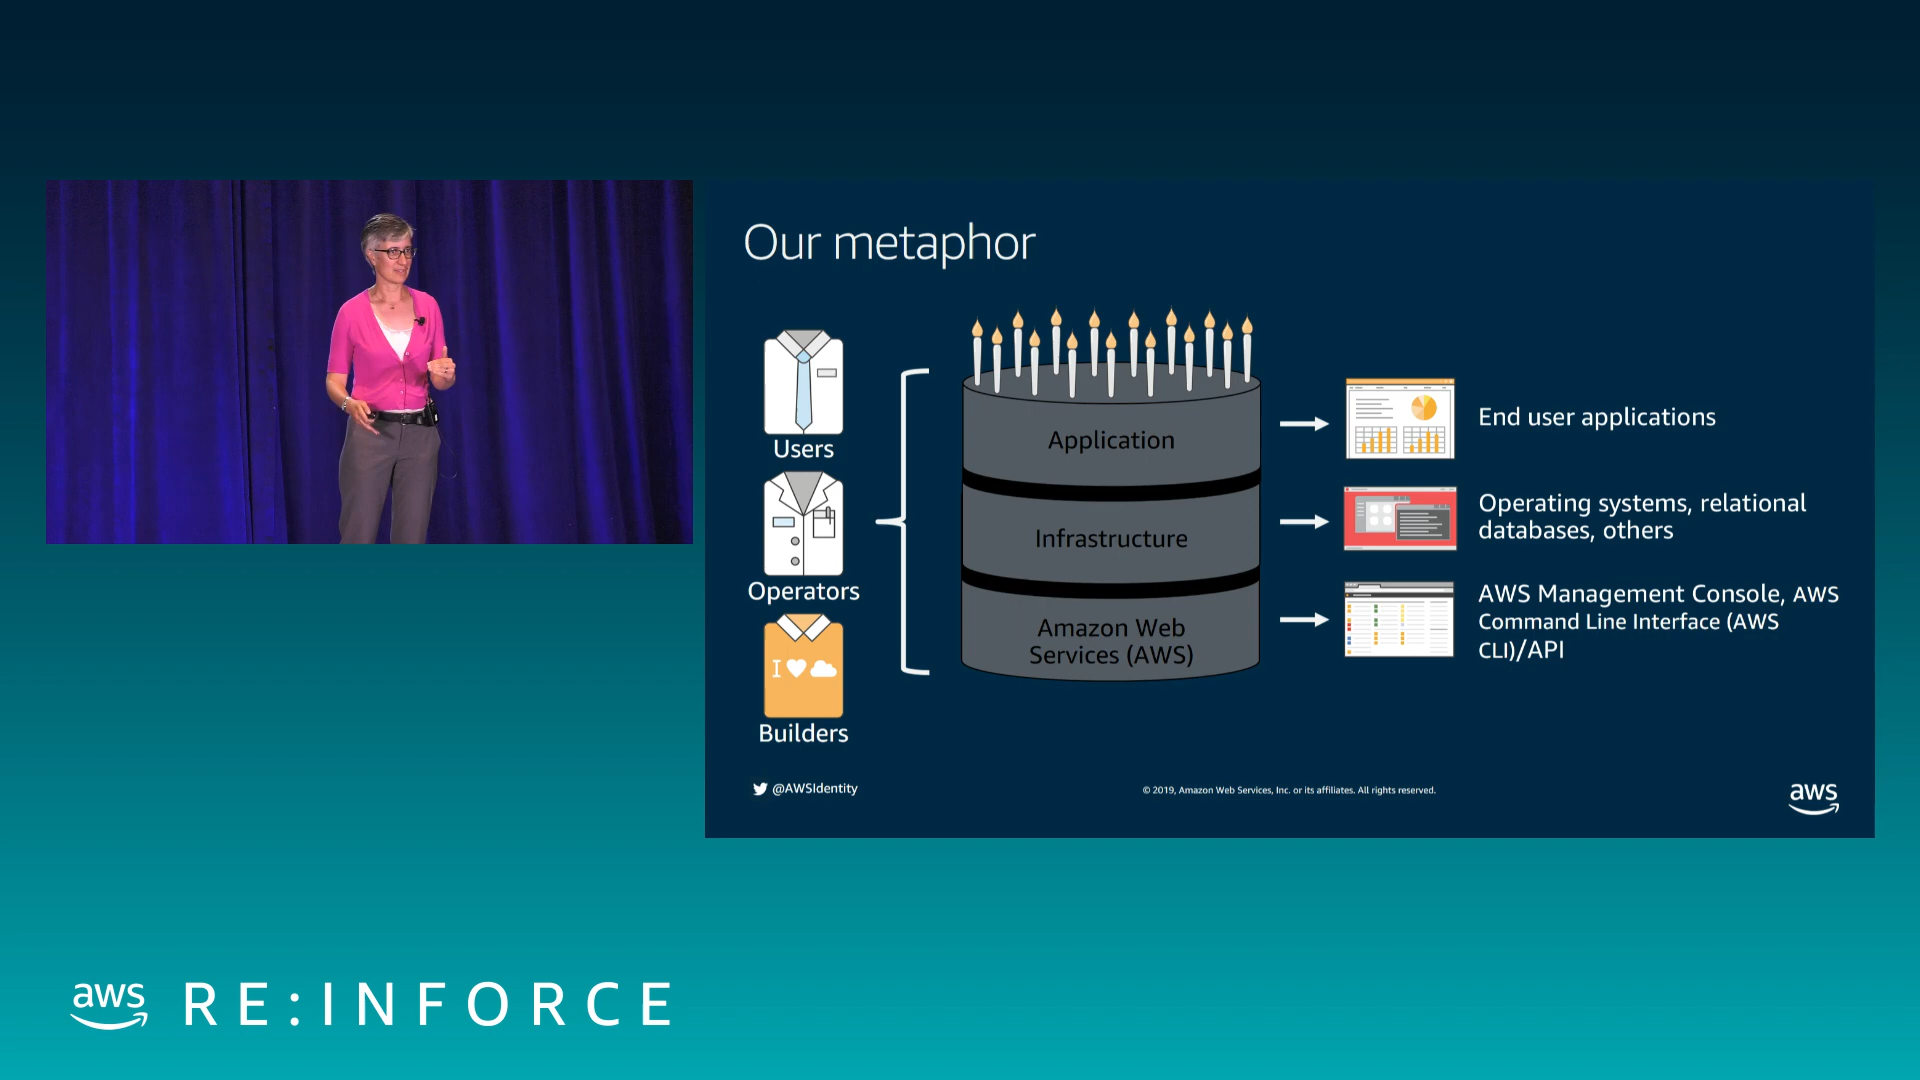 Our metaphor
Users
Operators
I
Builders
Application
Infrastructure
Amazon Web
Services (AWS)
End user applications
Operating systems, relational
databases, others
AWS Management Console, AWS
Command Line Interface (AWS
CLI)/API
@AWSIdentity
© 2019, Amazon Web Services, Inc. or its affiliates. All rights reserved.
aws
aws RE:INFORCE